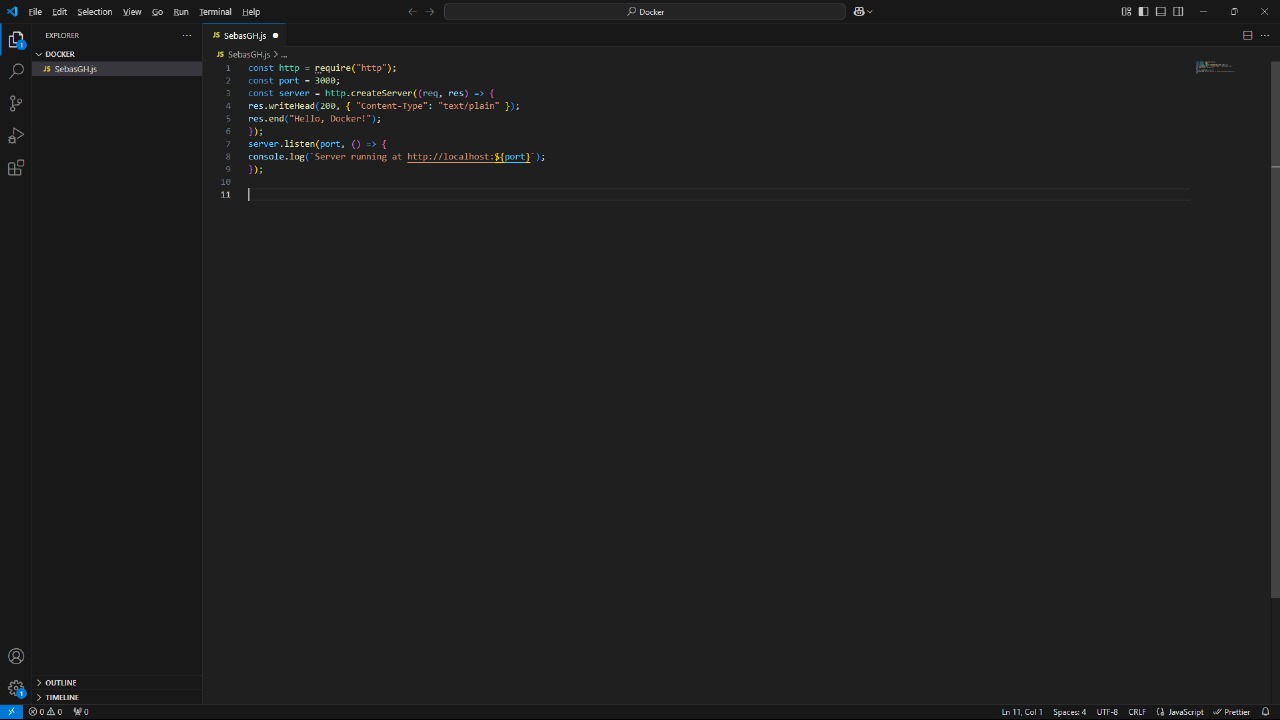 File Edit Selection View Go Run Terminal Help
Docker
EXPLORER
DOCKER
JS SebasGH.js
OUTLINE
TIMELINE
1
1
JS SebasGH.js
JS SebasGH.js > ...
1 const http = require("http");
2 const port = 3000;
3 const server = http.createServer((req, res) => {
4 res.writeHead(200, { "Content-Type": "text/plain" });
5 res.end("Hello, Docker!");
6 });
7 server.listen(port, () => {
8 console.log(`Server running at http://localhost:${port}`);
9 });
10
11
0 0 0
Ln 11, Col 1 Spaces: 4 UTF-8 CRLF {} JavaScript Prettier